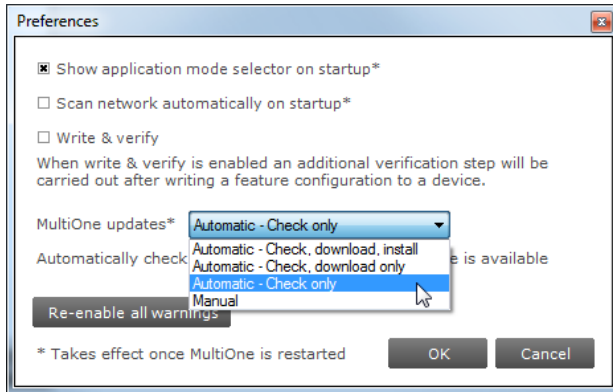 Preferences
Show application mode selector on startup*
Scan network automatically on startup*
Write & verify
When write & verify is enabled an additional verification step will be
carried out after writing a feature configuration to a device.
MultiOne updates* Automatic - Check only
Automatic - Check, download, install
Automatically check e is available
Automatic - Check, download only
Automatic - Check only
Manual
Re-enable all warnings
* Takes effect once MultiOne is restarted OK Cancel